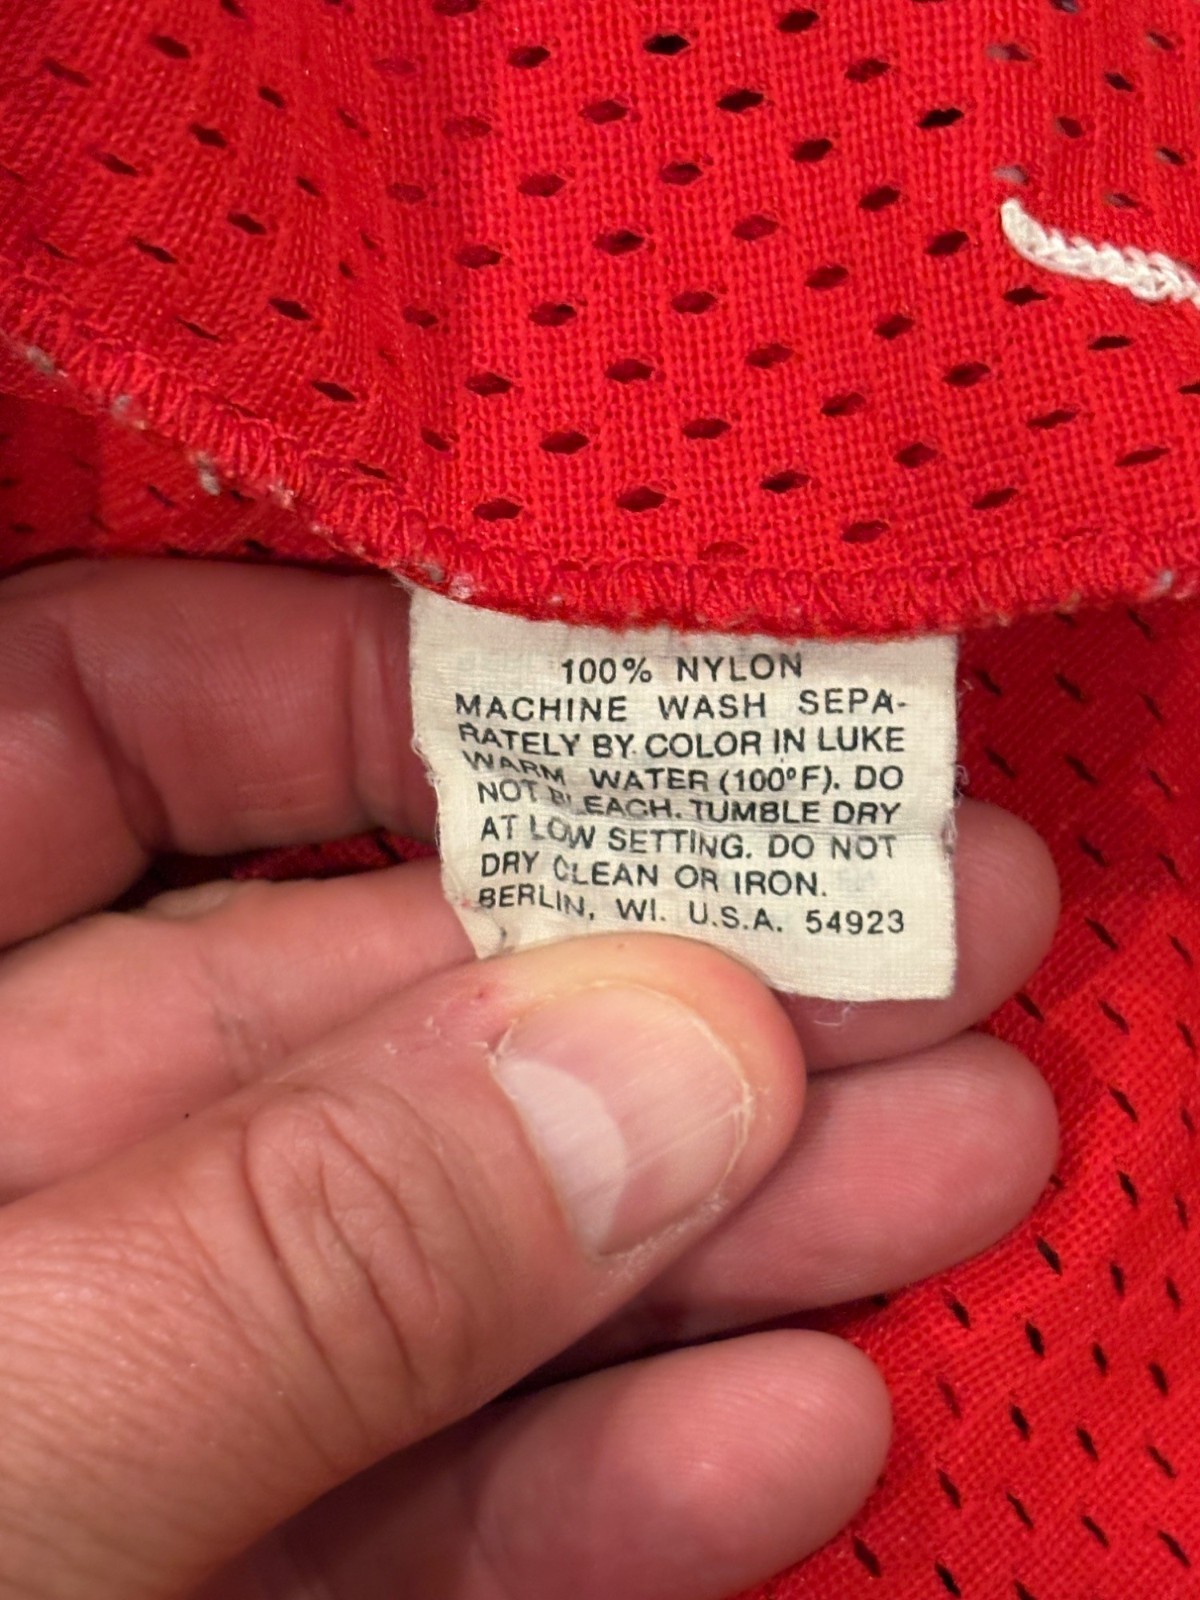 100% NYLON
MACHINE WASH SEPA-
RATELY BY COLOR IN LUKE
WARM WATER (100°F). DO
NOT BLEACH. TUMBLE DRY
AT LOW SETTING. DO NOT
DRY CLEAN OR IRON.
BERLIN, WI. U.S.A. 54923